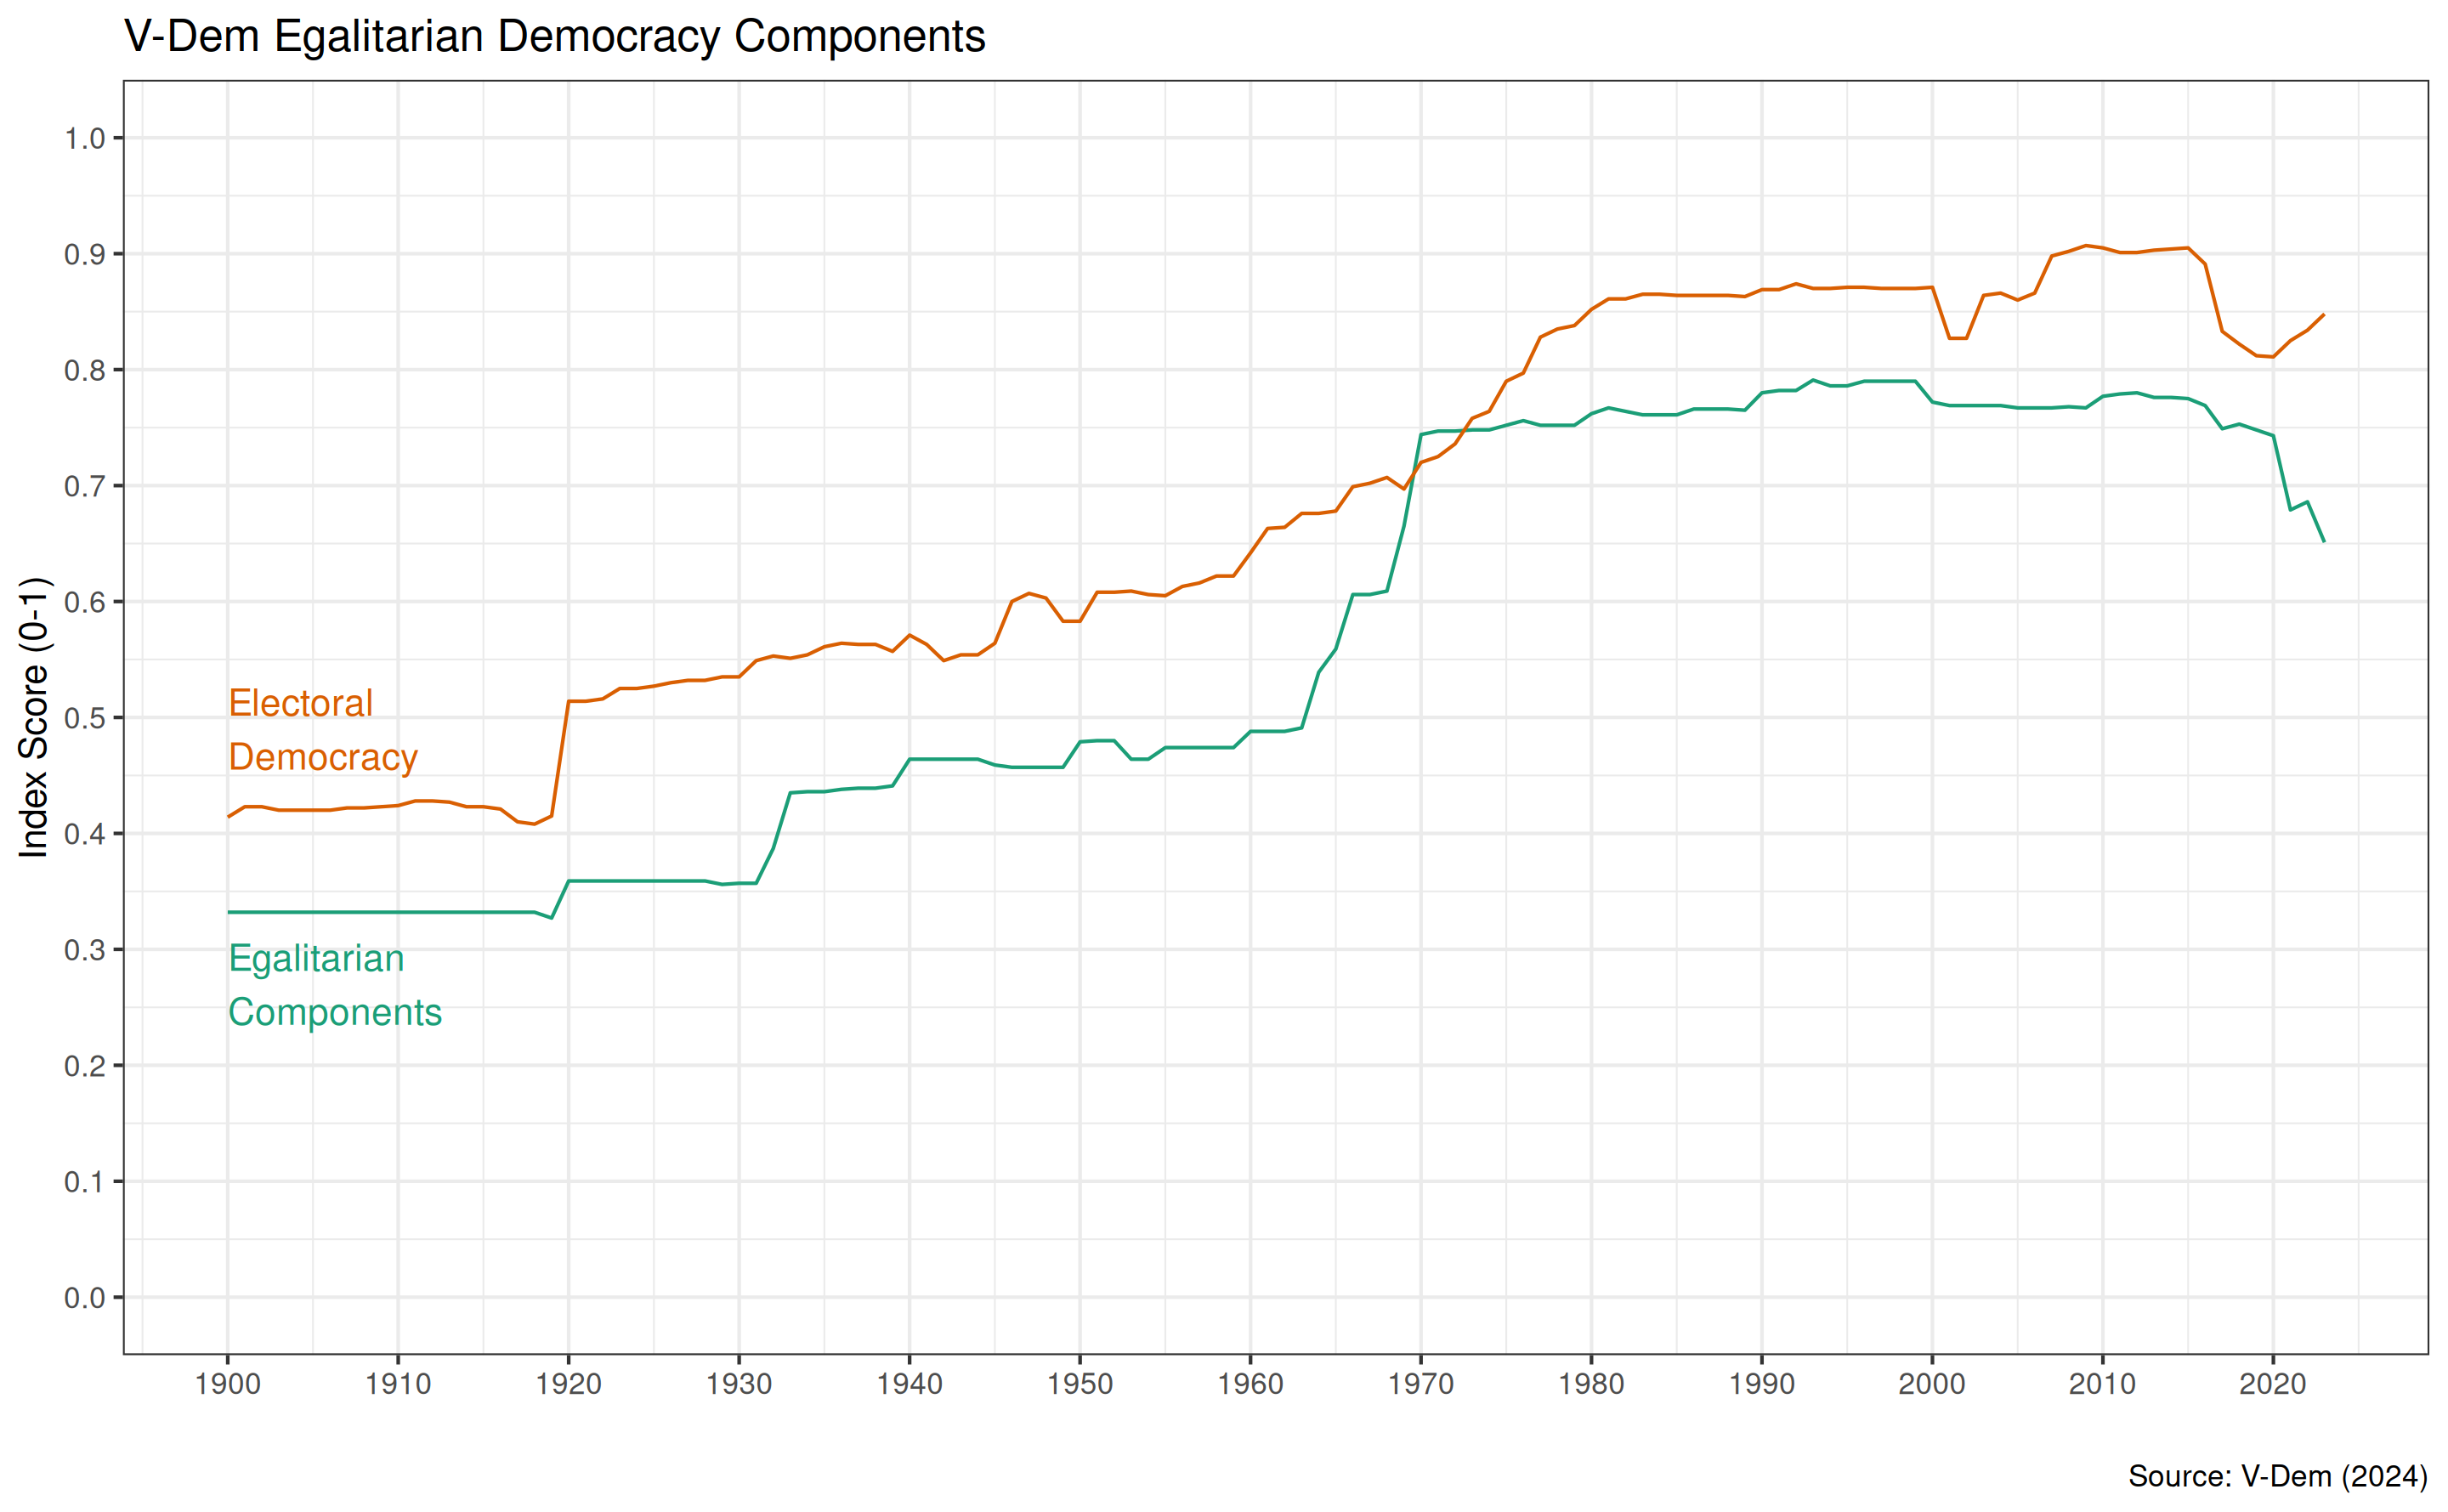 V-Dem Egalitarian Democracy Components
Index Score (0-1)
1.0
0.9
0.8
0.7
0.6
0.5
0.4
0.3
0.2
0.1
0.0
Electoral
Democracy
Egalitarian
Components
1900 1910 1920 1930 1940 1950 1960 1970 1980 1990 2000 2010 2020
Source: V-Dem (2024)